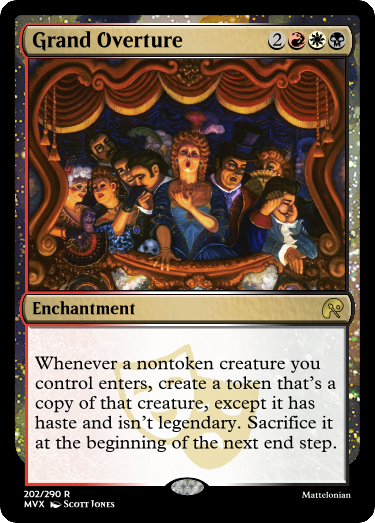 Grand Overture 2
Enchantment
Whenever a nontoken creature you
control enters, create a token that's a
copy of that creature, except it has
haste and isn't legendary. Sacrifice it
at the beginning of the next end step.
202/290 R
MVX Scott Jones
Mattelonian